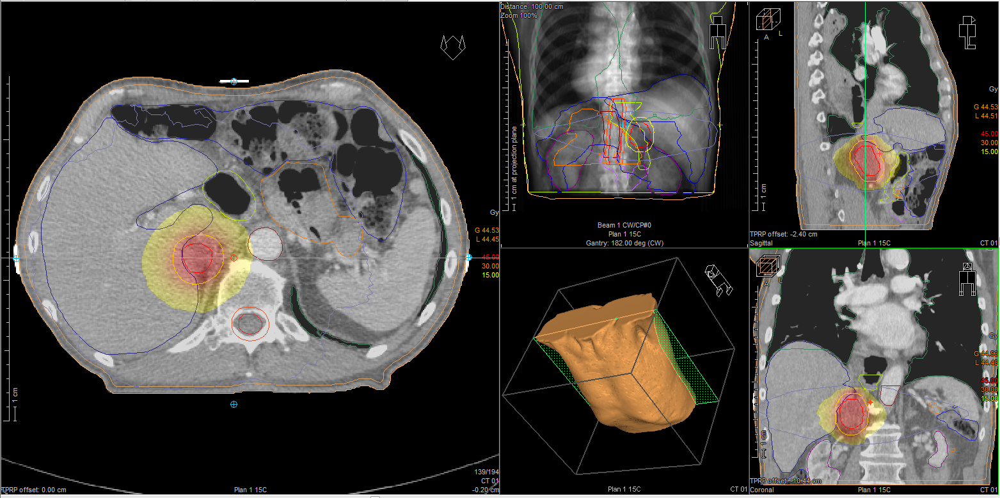 Gy
G 44.53
L 44.45
45.00
30.00
15.00
1 cm
139/194
CT 01
TPRP offset: 0.00 cm
Plan 1 15C
-0.20 cm
Distance: 100.00 cm
Zoom 100%
1 cm at projection plane
Beam 1 CW/CP#0
Plan 1 15C
Gantry: 182.00 deg (CW)
A
L
Gy
G 44.53
L 44.51
45.00
30.00
15.00
1 cm
TPRP offset: -2.40 cm
Sagittal
Plan 1 15C
CT 01
Plan 1 15C
CT 01
A
L
Gy
G 44.53
L 44.48
45.00
30.00
15.00
1 cm
TPRP offset: -10.44 cm
Coronal
Plan 1 15C
CT 01